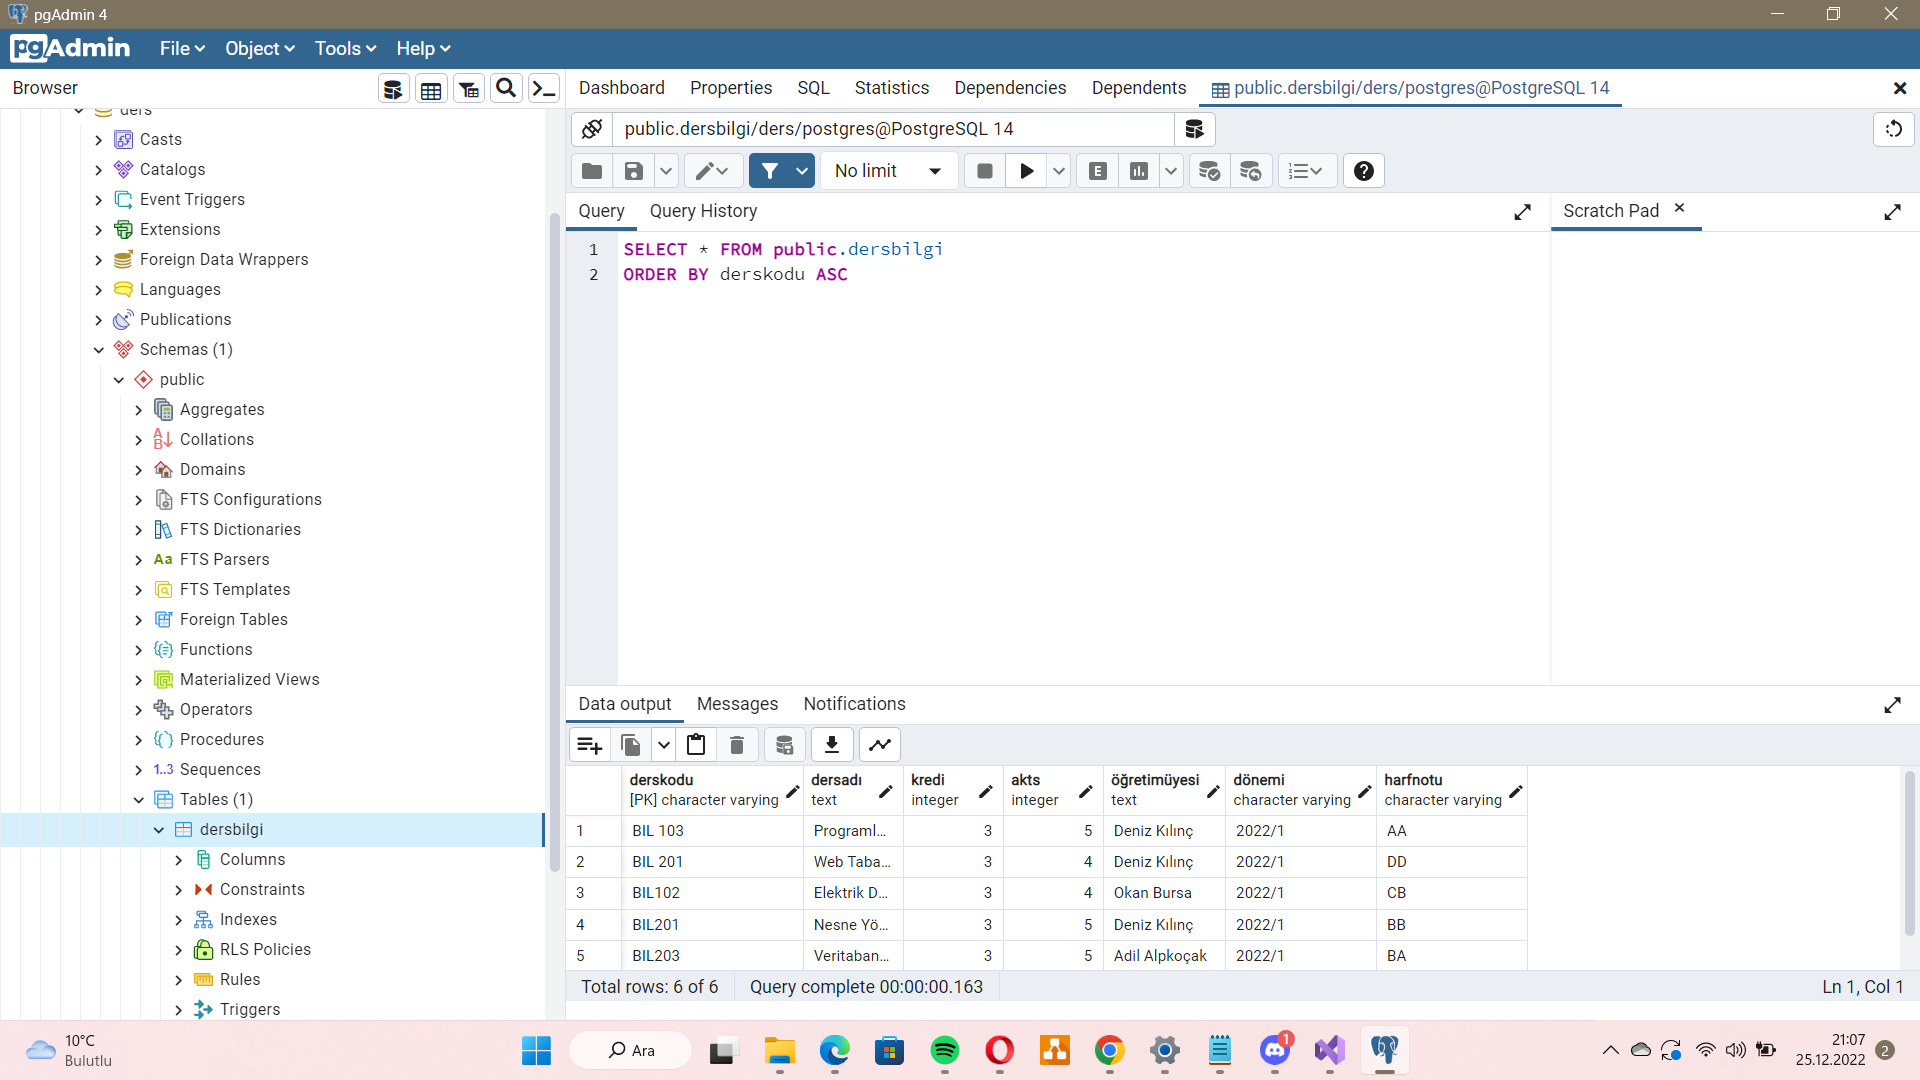 pgAdmin 4
pgAdmin File Object Tools Help
Browser
Dashboard Properties SQL Statistics Dependencies Dependents public.dersbilgi/ders/postgres@PostgreSQL 14
public.dersbilgi/ders/postgres@PostgreSQL 14
No limit
E
Query Query History
Scratch Pad
1 SELECT * FROM public.dersbilgi
2 ORDER BY derskodu ASC
ders
Casts
Catalogs
Event Triggers
Extensions
Foreign Data Wrappers
Languages
Publications
Schemas (1)
public
Aggregates
Collations
Domains
FTS Configurations
FTS Dictionaries
Aa FTS Parsers
FTS Templates
Foreign Tables
Functions
Materialized Views
Operators
Procedures
1..3 Sequences
Tables (1)
dersbilgi
Columns
Constraints
Indexes
RLS Policies
Rules
Triggers
Data output Messages Notifications
derskodu dersadı kredi akts öğretimüyesi dönemi harfnotu
[PK] character varying text integer integer text character varying character varying
1 BIL 103 Programl... 3 5 Deniz Kılınç 2022/1 AA
2 BIL 201 Web Taba... 3 4 Deniz Kılınç 2022/1 DD
3 BIL102 Elektrik D... 3 4 Okan Bursa 2022/1 CB
4 BIL201 Nesne Yö... 3 5 Deniz Kılınç 2022/1 BB
5 BIL203 Veritaban... 3 5 Adil Alpkoçak 2022/1 BA
Total rows: 6 of 6 Query complete 00:00:00.163 Ln 1, Col 1
10°C
Bulutlu
Ara
1
21:07
25.12.2022
2